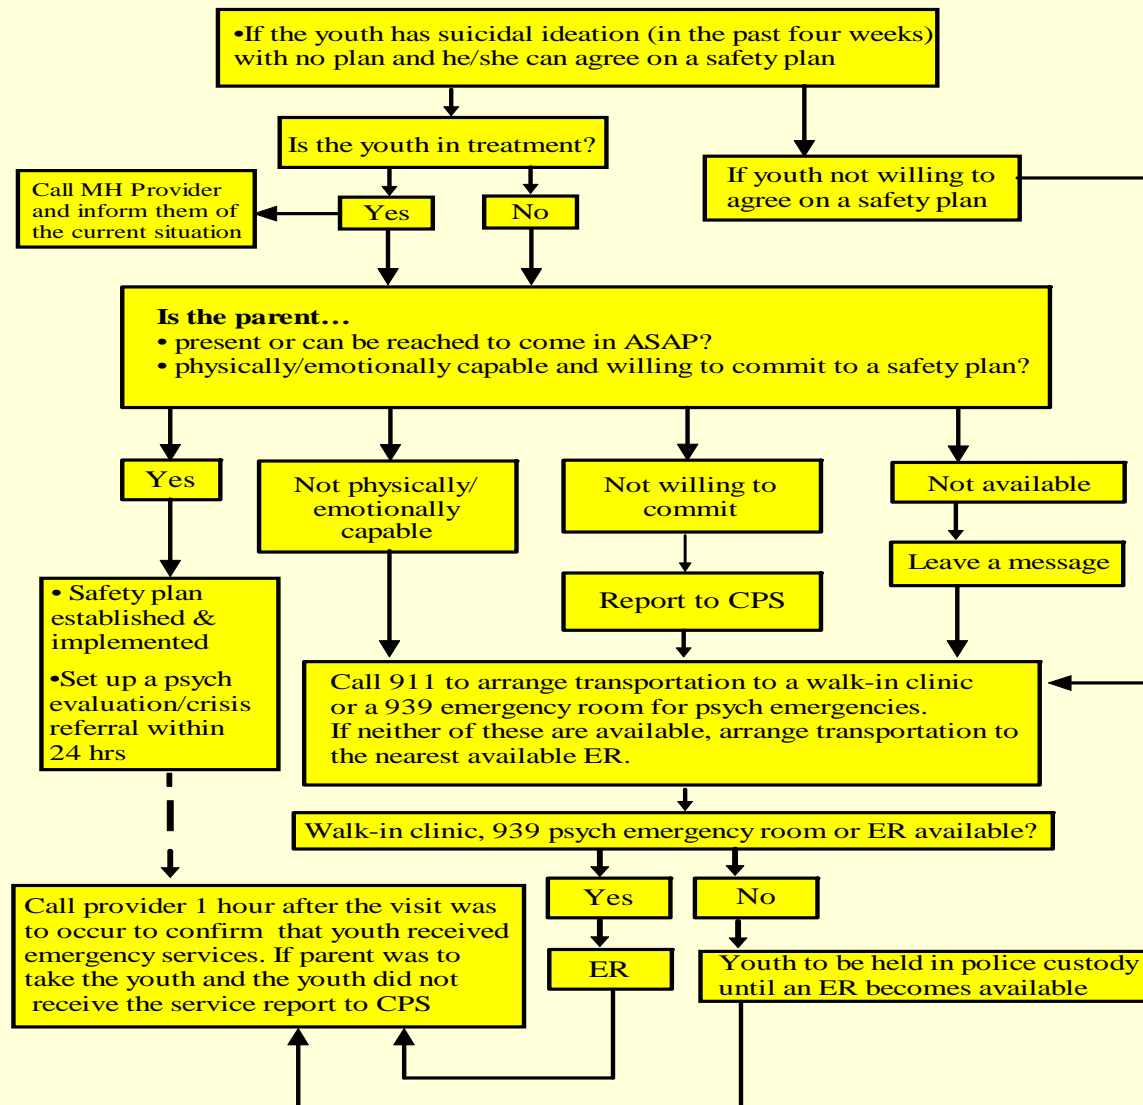 •If the youth has suicidal ideation (in the past four weeks)
with no plan and he/she can agree on a safety plan
Is the youth in treatment?
If youth not willing to
agree on a safety plan
Call MH Provider
and inform them of
the current situation
Yes
No
Is the parent…
• present or can be reached to come in ASAP?
• physically/emotionally capable and willing to commit to a safety plan?
Yes
Not physically/
emotionally
capable
Not willing to
commit
Not available
Leave a message
Report to CPS
• Safety plan
established &
implemented
•Set up a psych
evaluation/crisis
referral within
24 hrs
Call 911 to arrange transportation to a walk-in clinic
or a 939 emergency room for psych emergencies.
If neither of these are available, arrange transportation to
the nearest available ER.
Walk-in clinic, 939 psych emergency room or ER available?
Yes
No
ER
Youth to be held in police custody
until an ER becomes available
Call provider 1 hour after the visit was
to occur to confirm that youth received
emergency services. If parent was to
take the youth and the youth did not
receive the service report to CPS